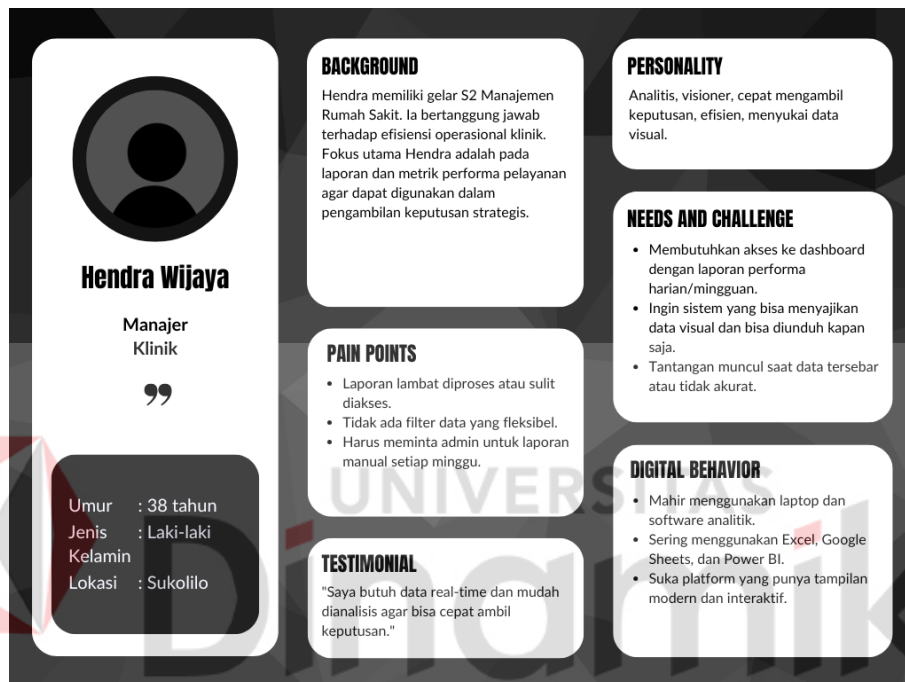 Hendra Wijaya
Manajer
Klinik
Umur : 38 tahun
Jenis : Laki-laki
Kelamin
Lokasi : Sukolilo
BACKGROUND
Hendra memiliki gelar S2 Manajemen
Rumah Sakit. Ia bertanggung jawab
terhadap efisiensi operasional klinik.
Fokus utama Hendra adalah pada
laporan dan metrik performa pelayanan
agar dapat digunakan dalam
pengambilan keputusan strategis.
PAIN POINTS
• Laporan lambat diproses atau sulit
diakses.
• Tidak ada filter data yang fleksibel.
• Harus meminta admin untuk laporan
manual setiap minggu.
TESTIMONIAL
"Saya butuh data real-time dan mudah
dianalisis agar bisa cepat ambil
keputusan."
PERSONALITY
Analitis, visioner, cepat mengambil
keputusan, efisien, menyukai data
visual.
NEEDS AND CHALLENGE
• Membutuhkan akses ke dashboard
dengan laporan performa
harian/mingguan.
• Ingin sistem yang bisa menyajikan
data visual dan bisa diunduh kapan
saja.
• Tantangan muncul saat data tersebar
atau tidak akurat.
DIGITAL BEHAVIOR
• Mahir menggunakan laptop dan
software analitik.
• Sering menggunakan Excel, Google
Sheets, dan Power BI.
• Suka platform yang punya tampilan
modern dan interaktif.
UNIVERSITAS
Dinamik